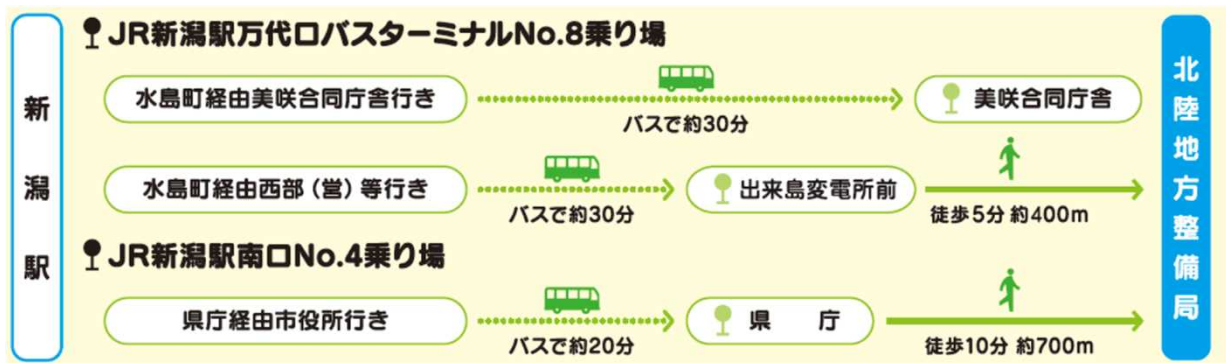 新潟駅
JR新潟駅万代口バスターミナルNo.8乗り場
水島町経由美咲合同庁舎行き
バスで約30分
美咲合同庁舎
水島町経由西部（営）等行き
バスで約30分
出来島変電所前
徒歩5分 約400m
JR新潟駅南口No.4乗り場
県庁経由市役所行き
バスで約20分
県　庁
徒歩10分 約700m
北陸地方整備局